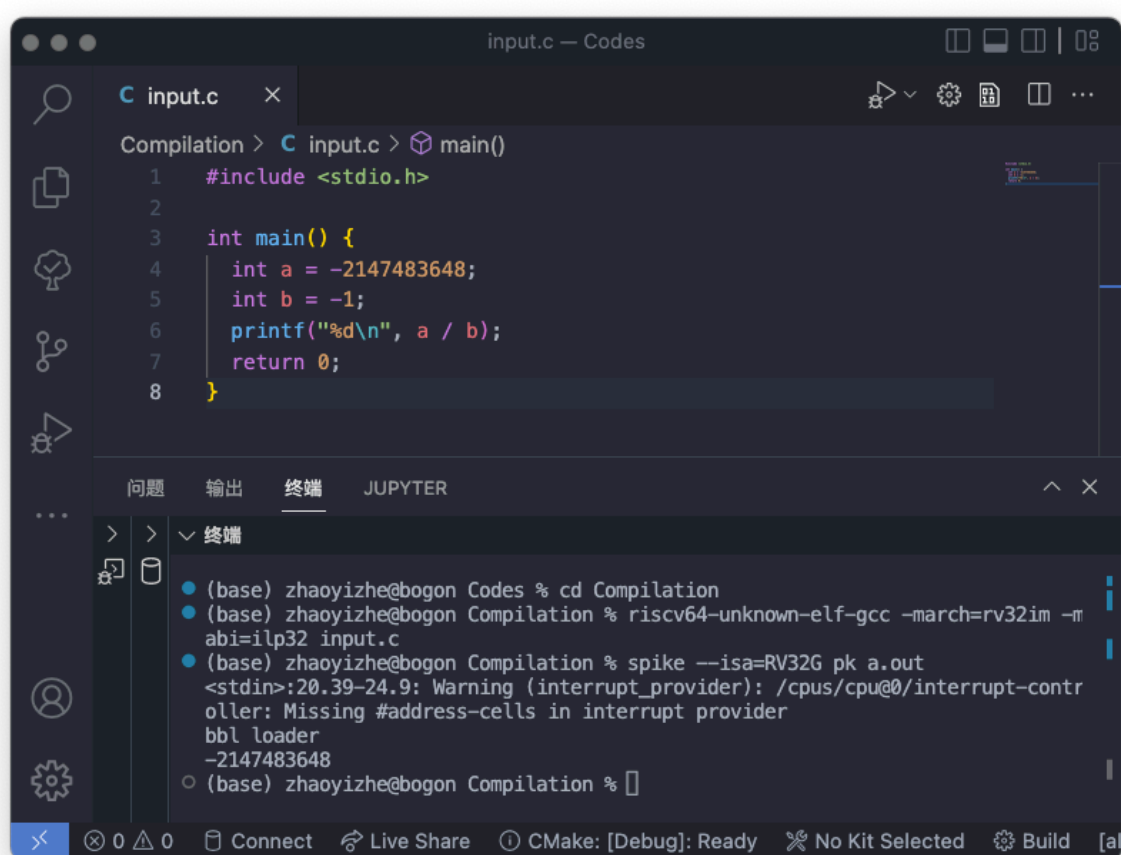 input.c — Codes
C input.c
Compilation > C input.c > main()
1 #include <stdio.h>
2
3 int main() {
4 int a = -2147483648;
5 int b = -1;
6 printf("%d\n", a / b);
7 return 0;
8 }
问题 输出 终端 JUPYTER
终端
(base) zhaoyizhe@bogon Codes % cd Compilation
(base) zhaoyizhe@bogon Compilation % riscv64-unknown-elf-gcc -march=rv32im -m
abi=ilp32 input.c
(base) zhaoyizhe@bogon Compilation % spike --isa=RV32G pk a.out
<stdin>:20.39-24.9: Warning (interrupt_provider): /cpus/cpu@0/interrupt-contr
oller: Missing #address-cells in interrupt provider
bbl loader
-2147483648
(base) zhaoyizhe@bogon Compilation %
0 0 Connect Live Share CMake: [Debug]: Ready No Kit Selected Build [al